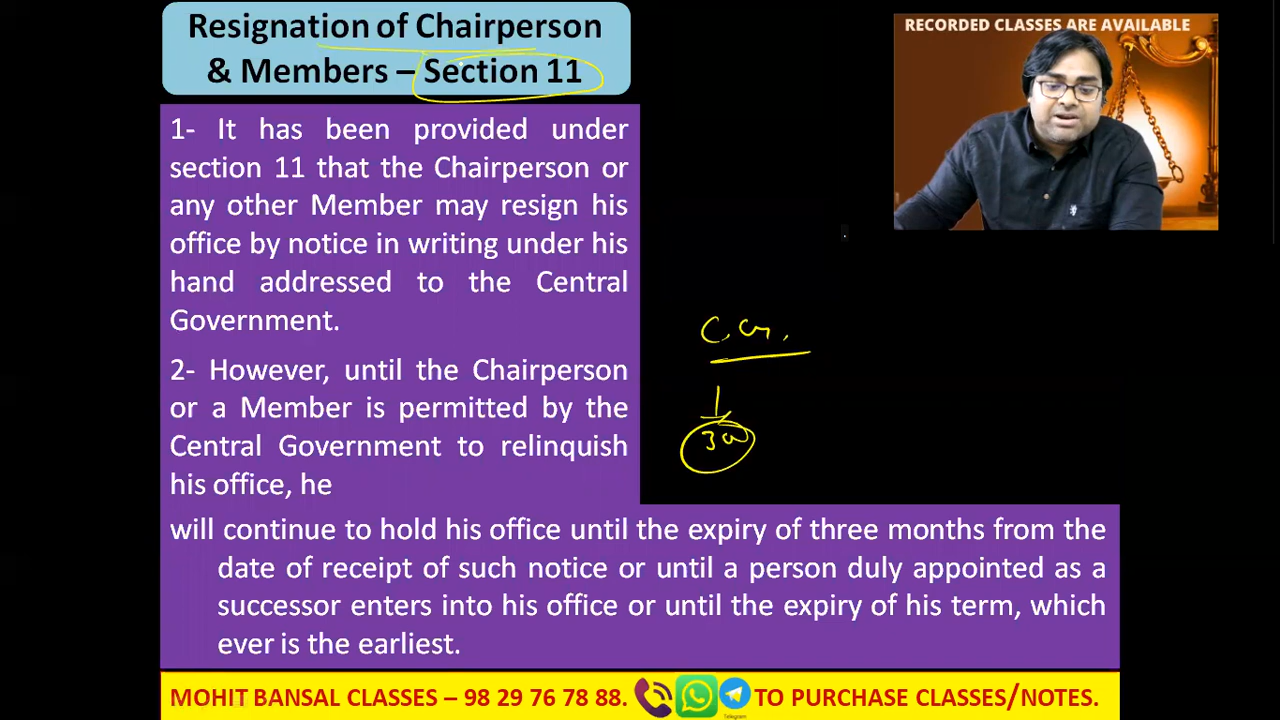 Resignation of Chairperson
& Members – Section 11
RECORDED CLASSES ARE AVAILABLE
1- It has been provided under
section 11 that the Chairperson or
any other Member may resign his
office by notice in writing under his
hand addressed to the Central
Government.
2- However, until the Chairperson
or a Member is permitted by the
Central Government to relinquish
his office, he
C.G.
will continue to hold his office until the expiry of three months from the
date of receipt of such notice or until a person duly appointed as a
successor enters into his office or until the expiry of his term, which
ever is the earliest.
MOHIT BANSAL CLASSES – 98 29 76 78 88. TO PURCHASE CLASSES/NOTES.
Telegram